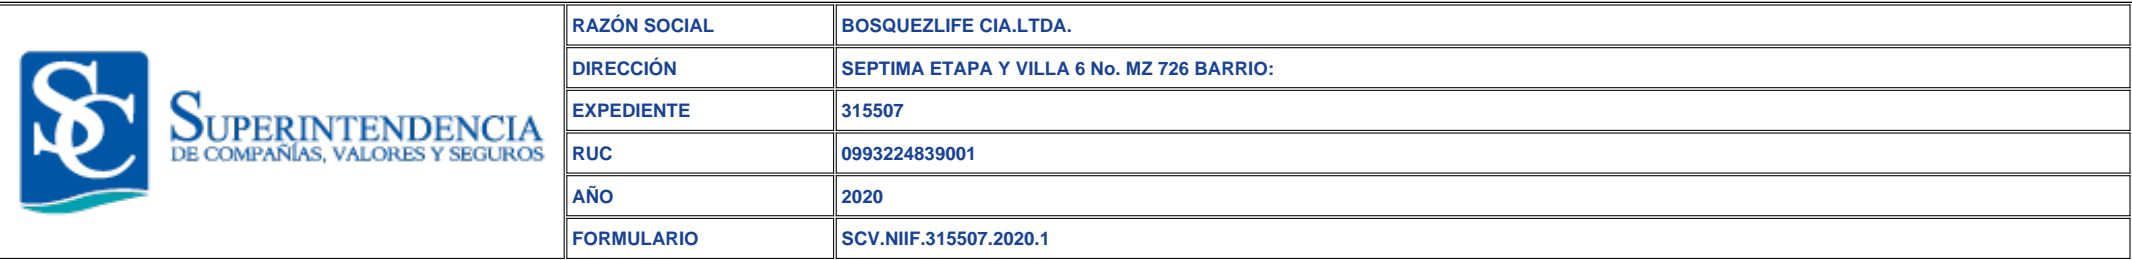 SC
SUPERINTENDENCIA
DE COMPAÑÍAS, VALORES Y SEGUROS
RAZÓN SOCIAL BOSQUEZLIFE CIA.LTDA.
DIRECCIÓN SEPTIMA ETAPA Y VILLA 6 No. MZ 726 BARRIO:
EXPEDIENTE 315507
RUC 0993224839001
AÑO 2020
FORMULARIO SCV.NIIF.315507.2020.1